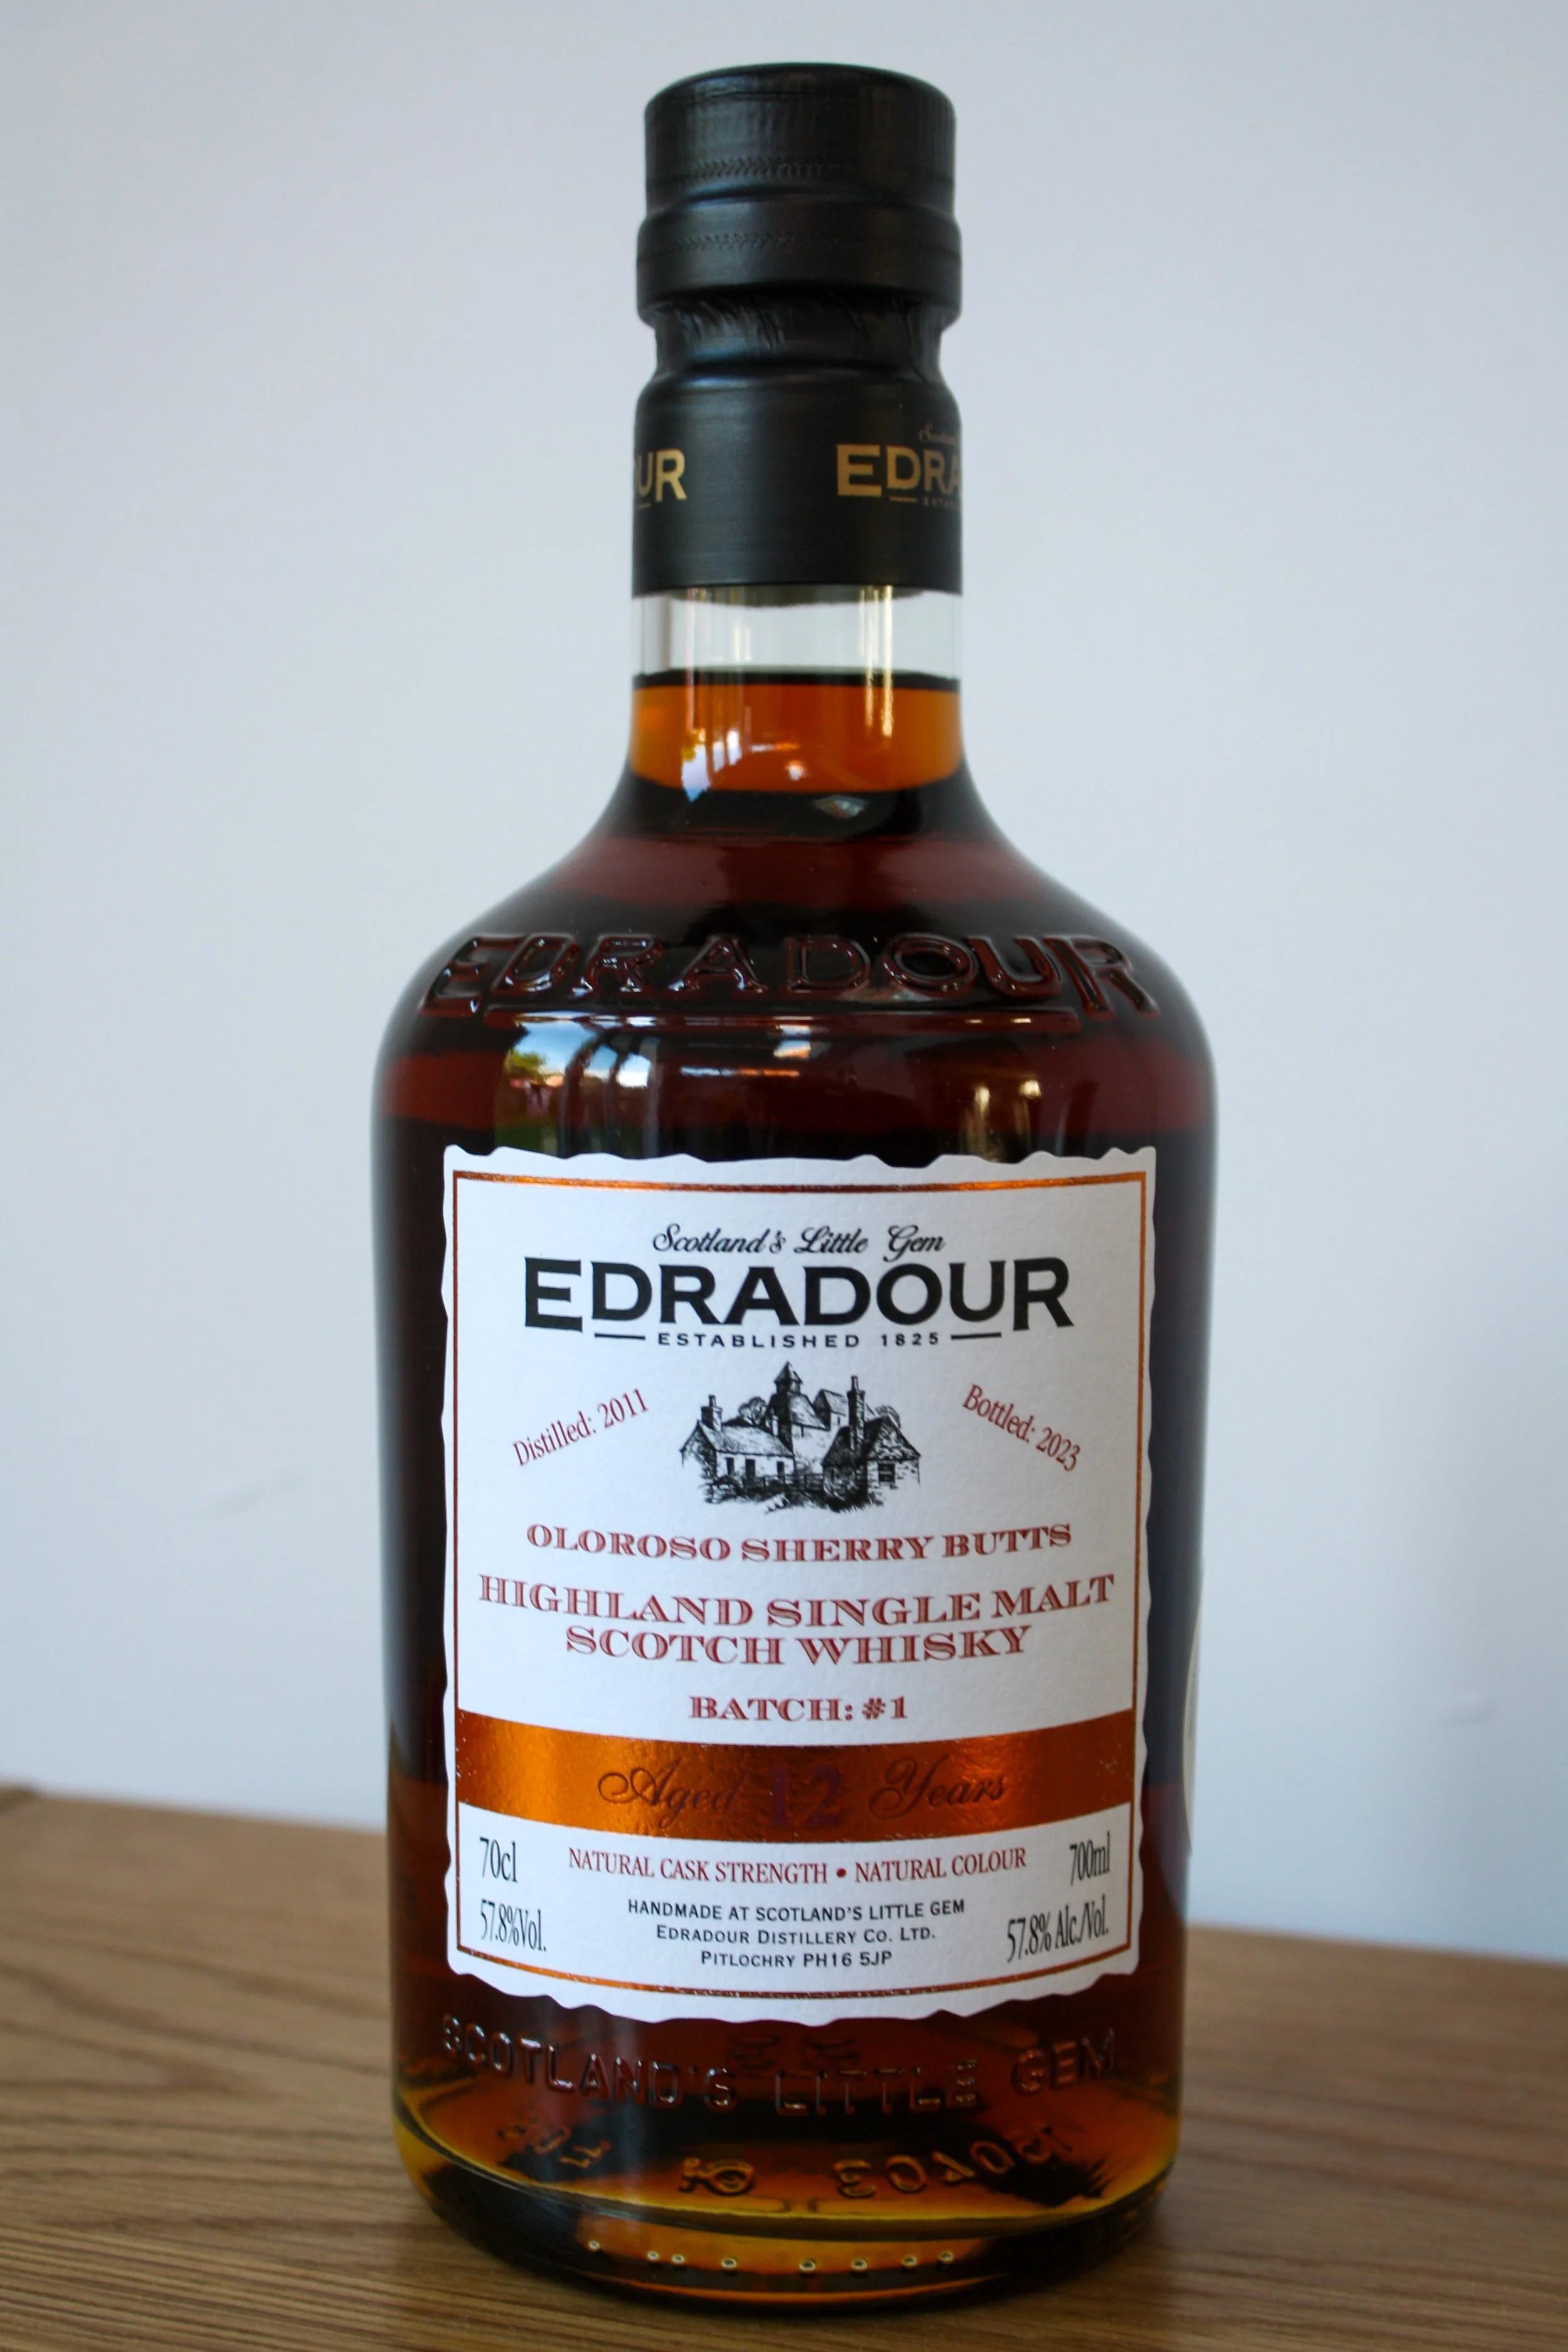 UR
EDRA
EDRADOUR
Scotland's Little Gem
EDRADOUR
ESTABLISHED 1825
Distilled: 2011
Bottled: 2023
OLOROSO SHERRY BUTTS
HIGHLAND SINGLE MALT
SCOTCH WHISKY
BATCH: #1
Aged 12 Years
70cl
NATURAL CASK STRENGTH • NATURAL COLOUR
700ml
57.8%Vol.
HANDMADE AT SCOTLAND'S LITTLE GEM
EDRADOUR DISTILLERY CO. LTD.
PITLOCHRY PH16 5JP
57.8% Alc./Vol.
SCOTLAND'S LITTLE GEM